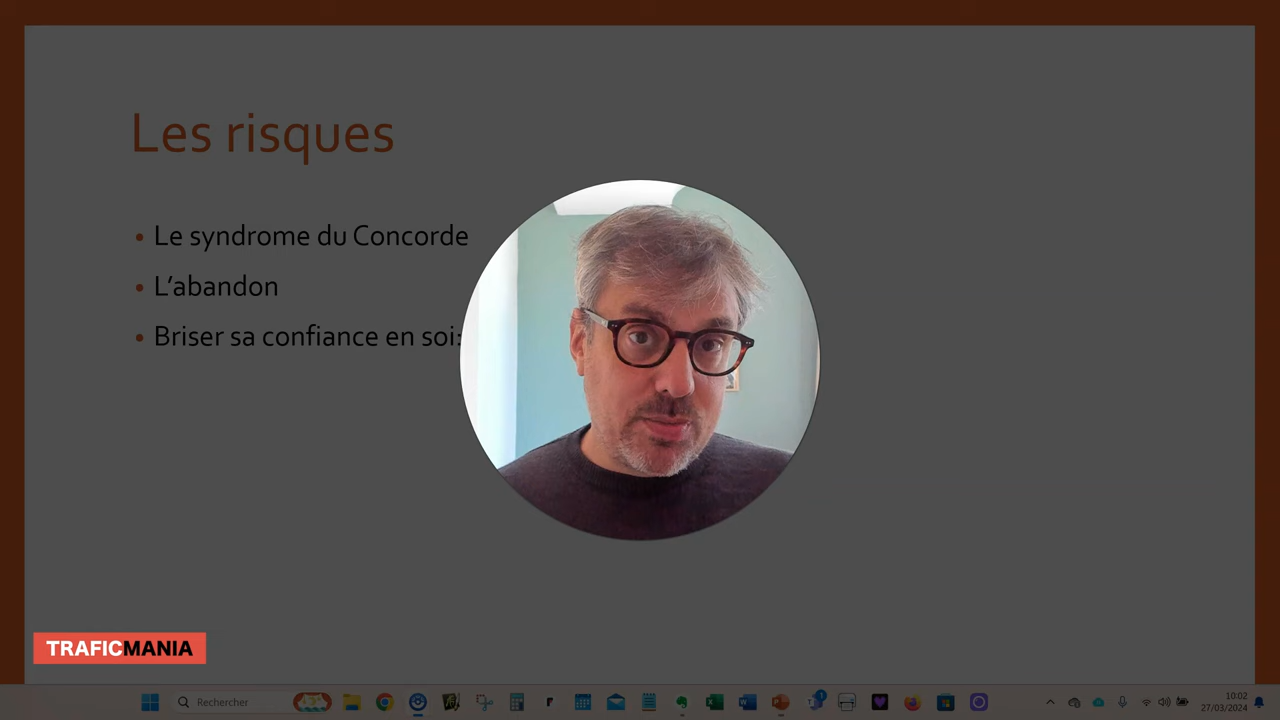 Les risques
Le syndrome du Concorde
L'abandon
Briser sa confiance en soi:
TRAFICMANIA
Rechercher
10:02
27/03/2024